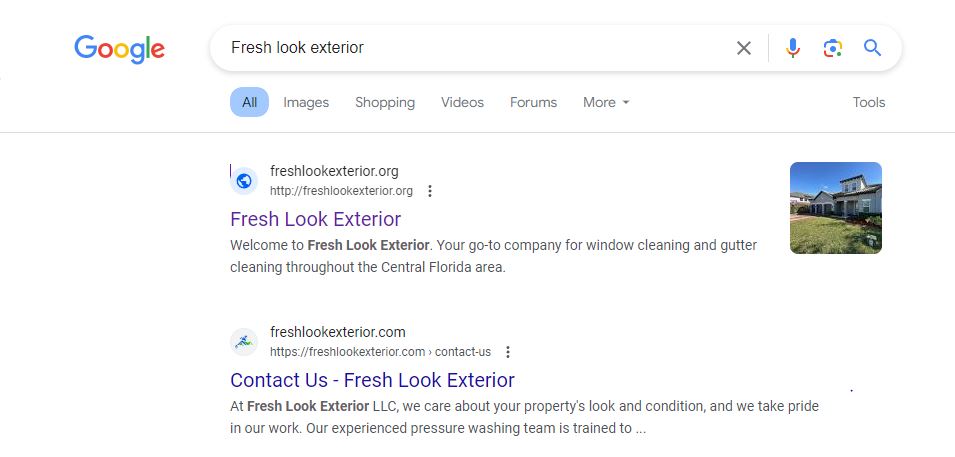 Google
Fresh look exterior
All Images Shopping Videos Forums More Tools
freshlookexterior.org
http://freshlookexterior.org
Fresh Look Exterior
Welcome to Fresh Look Exterior. Your go-to company for window cleaning and gutter
cleaning throughout the Central Florida area.
freshlookexterior.com
https://freshlookexterior.com › contact-us
Contact Us - Fresh Look Exterior
At Fresh Look Exterior LLC, we care about your property's look and condition, and we take pride
in our work. Our experienced pressure washing team is trained to ...